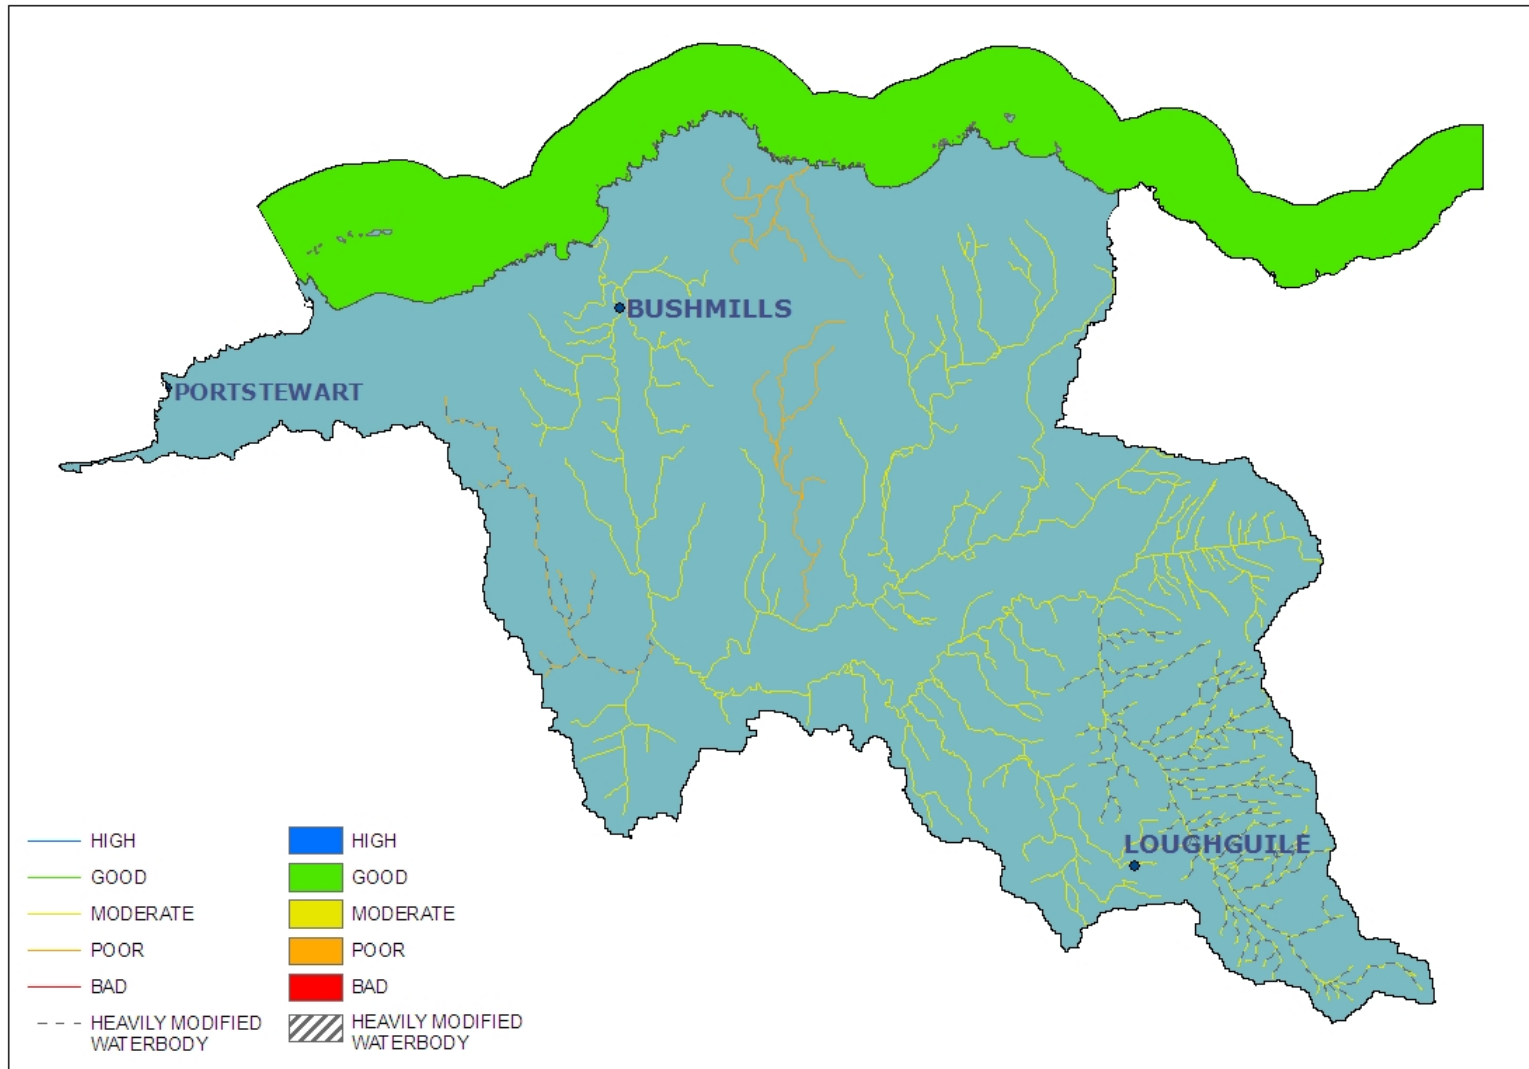 BUSHMILLS
PORTSTEWART
LOUGHGUILE
HIGH
GOOD
MODERATE
POOR
BAD
HEAVILY MODIFIED
WATERBODY
HIGH
GOOD
MODERATE
POOR
BAD
HEAVILY MODIFIED
WATERBODY